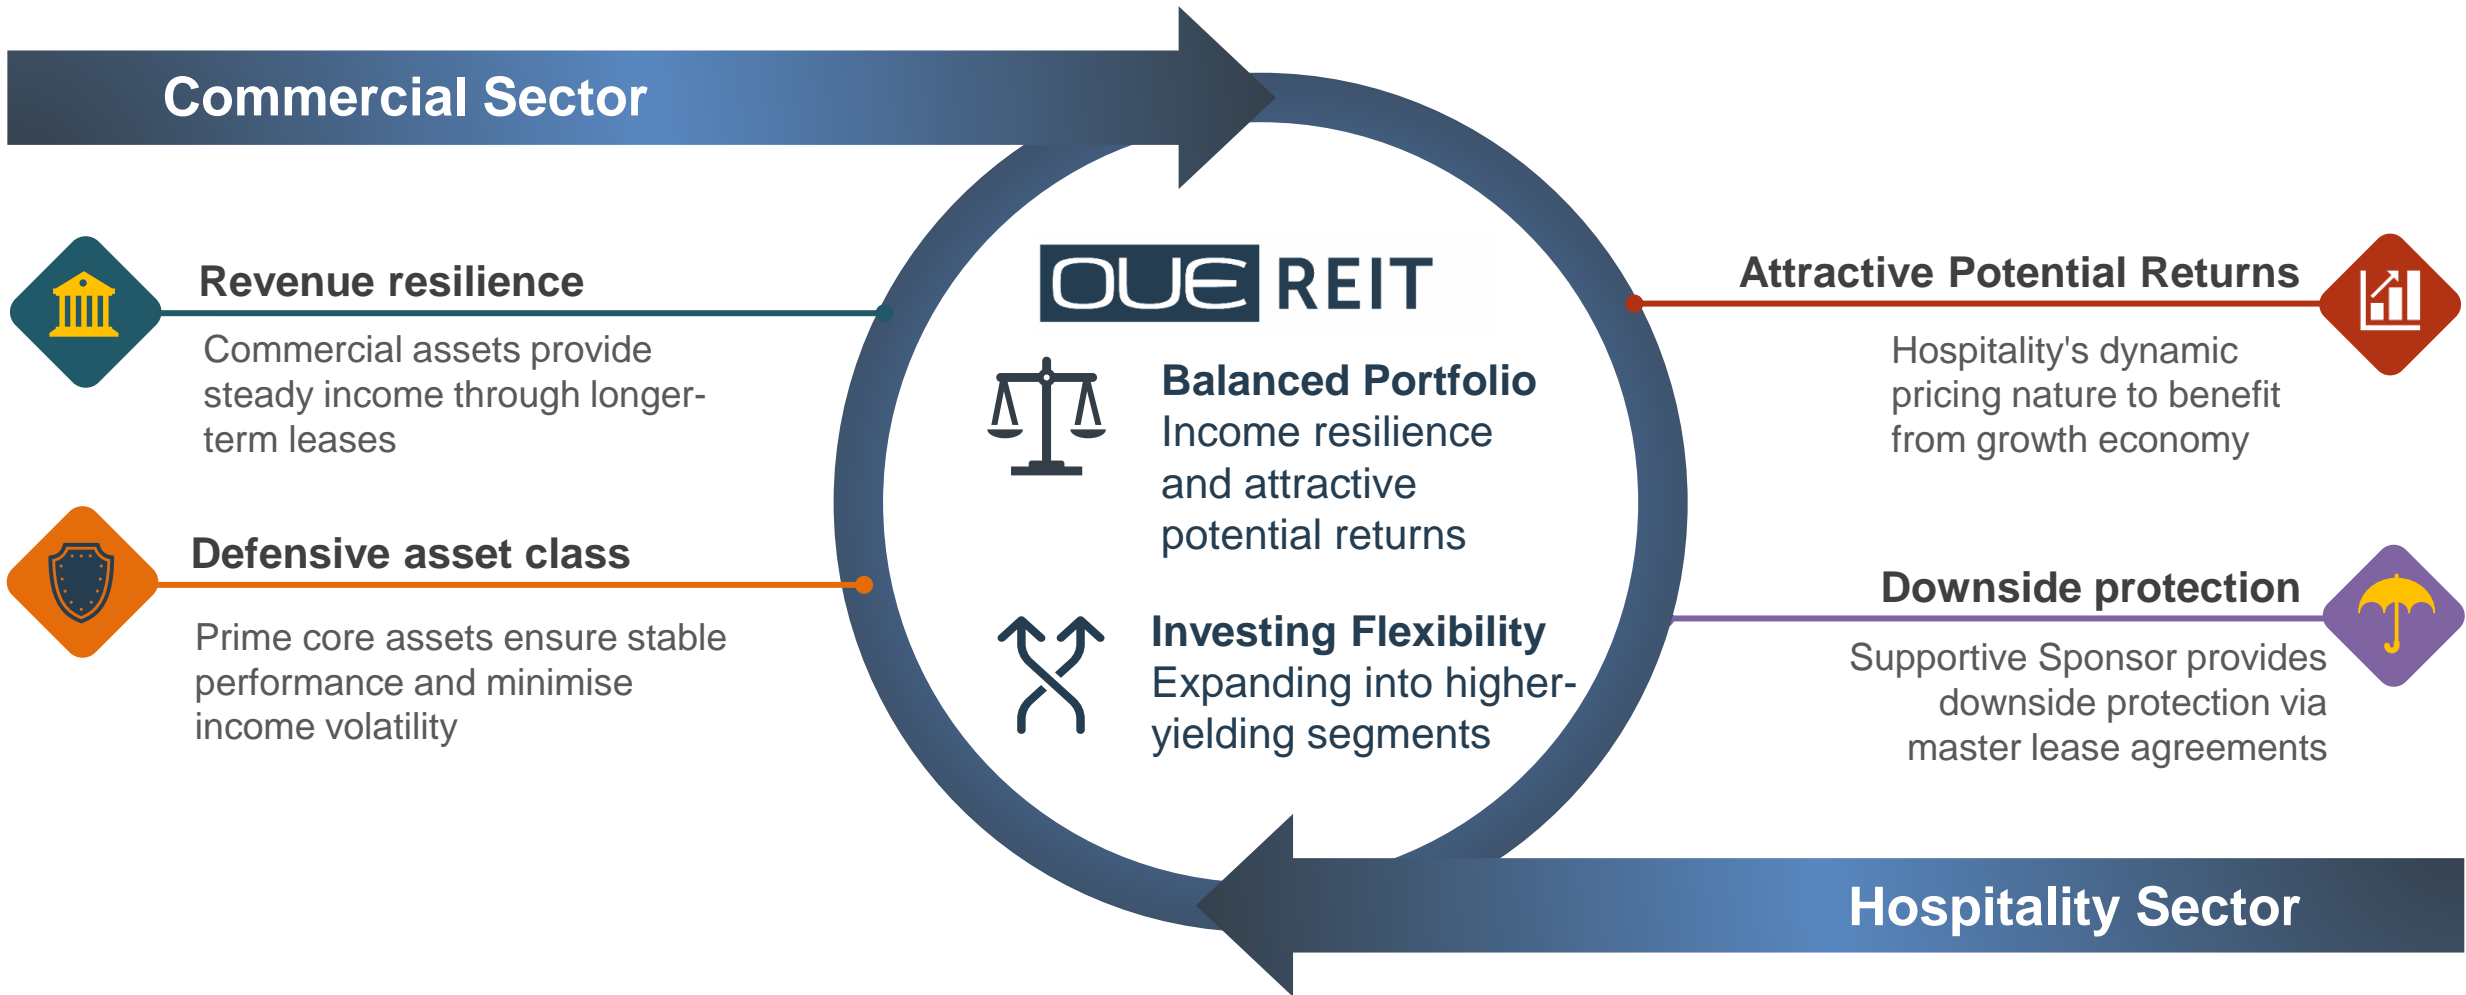 Commercial Sector
Revenue resilience
Commercial assets provide
steady income through longer-
term leases
Defensive asset class
Prime core assets ensure stable
performance and minimise
income volatility
OUE REIT
Balanced Portfolio
Income resilience
and attractive
potential returns
Investing Flexibility
Expanding into higher-
yielding segments
Attractive Potential Returns
Hospitality's dynamic
pricing nature to benefit
from growth economy
Downside protection
Supportive Sponsor provides
downside protection via
master lease agreements
Hospitality Sector